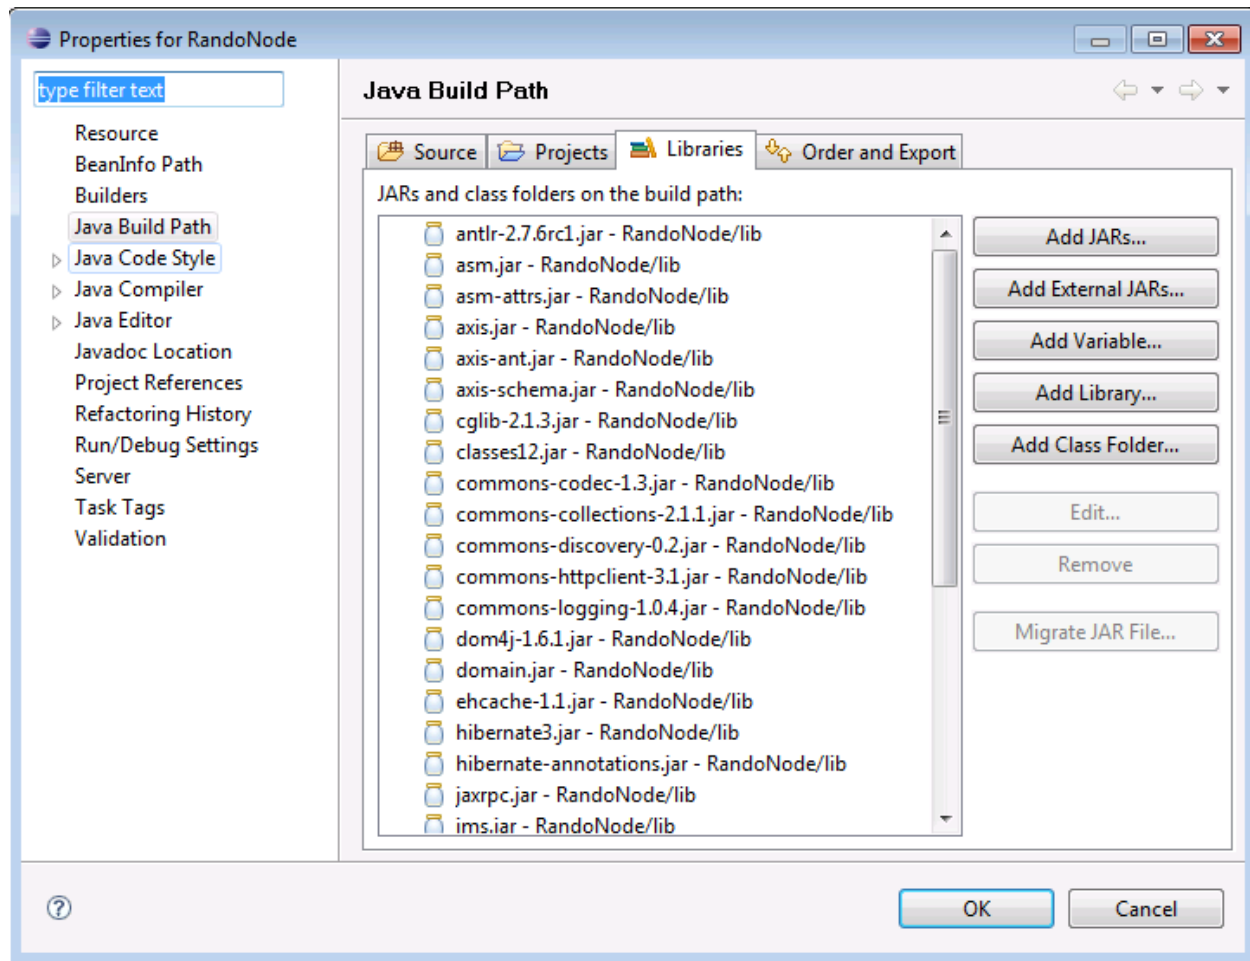 Properties for RandoNode
type filter text
Resource
BeanInfo Path
Builders
Java Build Path
Java Code Style
Java Compiler
Java Editor
Javadoc Location
Project References
Refactoring History
Run/Debug Settings
Server
Task Tags
Validation
Java Build Path
Source Projects Libraries Order and Export
JARs and class folders on the build path:
antlr-2.7.6rc1.jar - RandoNode/lib
asm.jar - RandoNode/lib
asm-attrs.jar - RandoNode/lib
axis.jar - RandoNode/lib
axis-ant.jar - RandoNode/lib
axis-schema.jar - RandoNode/lib
cglib-2.1.3.jar - RandoNode/lib
classes12.jar - RandoNode/lib
commons-codec-1.3.jar - RandoNode/lib
commons-collections-2.1.1.jar - RandoNode/lib
commons-discovery-0.2.jar - RandoNode/lib
commons-httpclient-3.1.jar - RandoNode/lib
commons-logging-1.0.4.jar - RandoNode/lib
dom4j-1.6.1.jar - RandoNode/lib
domain.jar - RandoNode/lib
ehcache-1.1.jar - RandoNode/lib
hibernate3.jar - RandoNode/lib
hibernate-annotations.jar - RandoNode/lib
jaxrpc.jar - RandoNode/lib
jms.jar - RandoNode/lib
Add JARs...
Add External JARs...
Add Variable...
Add Library...
Add Class Folder...
Edit...
Remove
Migrate JAR File...
OK Cancel